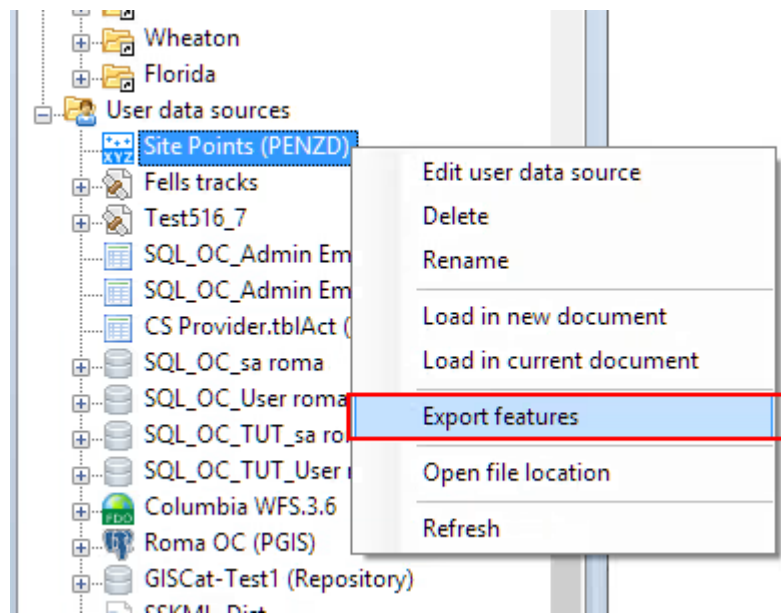 Wheaton
Florida
User data sources
XYZ
Site Points (PENZD)
Fells tracks
Test516_7
SQL_OC_Admin Em
SQL_OC_Admin Em
CS Provider.tblAct (
SQL_OC_sa roma
SQL_OC_User roma
SQL_OC_TUT_sa ro
SQL_OC_TUT_User
FDO
Columbia WFS.3.6
Roma OC (PGIS)
GISCat-Test1 (Repository)
Edit user data source
Delete
Rename
Load in new document
Load in current document
Export features
Open file location
Refresh